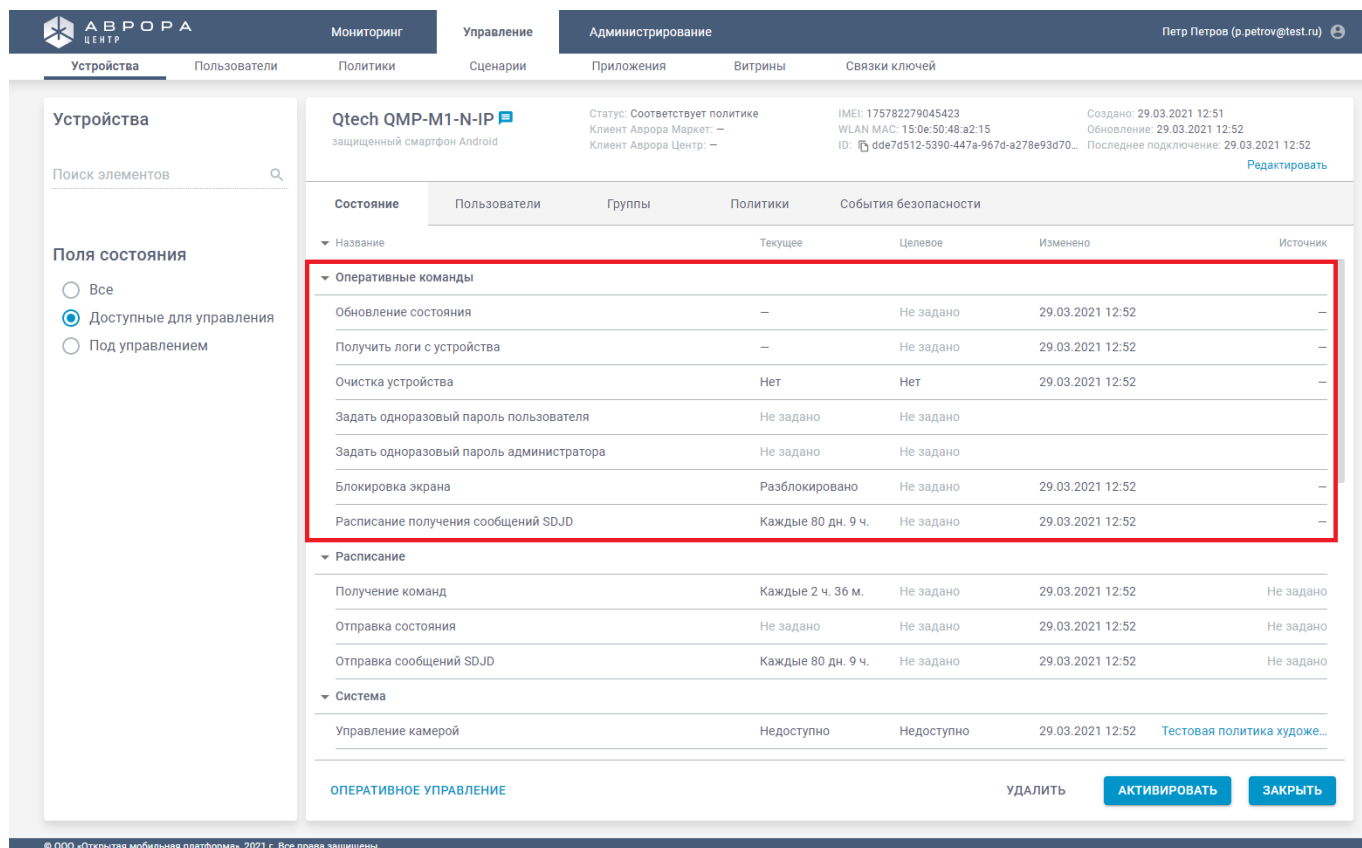 АВРОРА
ЦЕНТР
Мониторинг
Управление
Администрирование
Петр Петров (p.petrov@test.ru)
Устройства
Пользователи
Политики
Сценарии
Приложения
Витрины
Связки ключей
Устройства
Поиск элементов
Поля состояния
Все
Доступные для управления
Под управлением
Qtech QMP-M1-N-IP
защищенный смартфон Android
Статус: Соответствует политике
Клиент Аврора Маркет: —
Клиент Аврора Центр: —
IMEI: 175782279045423
WLAN MAC: 15:0e:50:48:a2:15
ID: dde7d512-5390-447a-967d-a278e93d70...
Создано: 29.03.2021 12:51
Обновление: 29.03.2021 12:52
Последнее подключение: 29.03.2021 12:52
Редактировать
Состояние
Пользователи
Группы
Политики
События безопасности
Название Текущее Целевое Изменено Источник
Оперативные команды
Обновление состояния — Не задано 29.03.2021 12:52 —
Получить логи с устройства — Не задано 29.03.2021 12:52 —
Очистка устройства Нет Нет 29.03.2021 12:52 —
Задать одноразовый пароль пользователя Не задано Не задано
Задать одноразовый пароль администратора Не задано Не задано
Блокировка экрана Разблокировано Не задано 29.03.2021 12:52 —
Расписание получения сообщений SDJD Каждые 80 дн. 9 ч. Не задано 29.03.2021 12:52 —
Расписание
Получение команд Каждые 2 ч. 36 м. Не задано 29.03.2021 12:52 Не задано
Отправка состояния Не задано Не задано 29.03.2021 12:52 Не задано
Отправка сообщений SDJD Каждые 80 дн. 9 ч. Не задано 29.03.2021 12:52 Не задано
Система
Управление камерой Недоступно Недоступно 29.03.2021 12:52 Тестовая политика художе...
ОПЕРАТИВНОЕ УПРАВЛЕНИЕ
УДАЛИТЬ
АКТИВИРОВАТЬ
ЗАКРЫТЬ
© ООО «Открытая мобильная платформа», 2021 г. Все права защищены